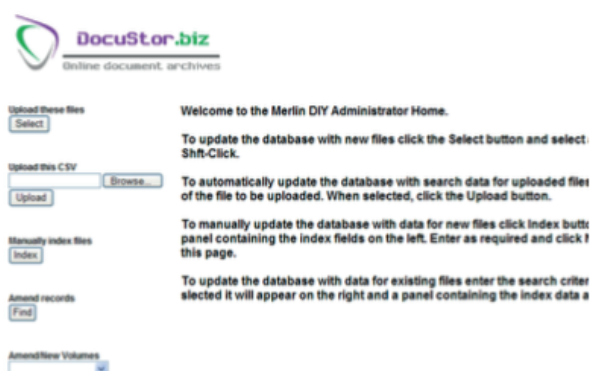 DocuStor.biz
Online document archives
Upload these files
Select
Upload this CSV
Browse...
Upload
Manually index files
Index
Amend records
Find
Amend/New Volumes
Welcome to the Merlin DIY Administrator Home.
To update the database with new files click the Select button and select
Shft-Click.
To automatically update the database with search data for uploaded files
of the file to be uploaded. When selected, click the Upload button.
To manually update the database with data for new files click Index butto
panel containing the index fields on the left. Enter as required and click
this page.
To update the database with data for existing files enter the search criter
slected it will appear on the right and a panel containing the index data a